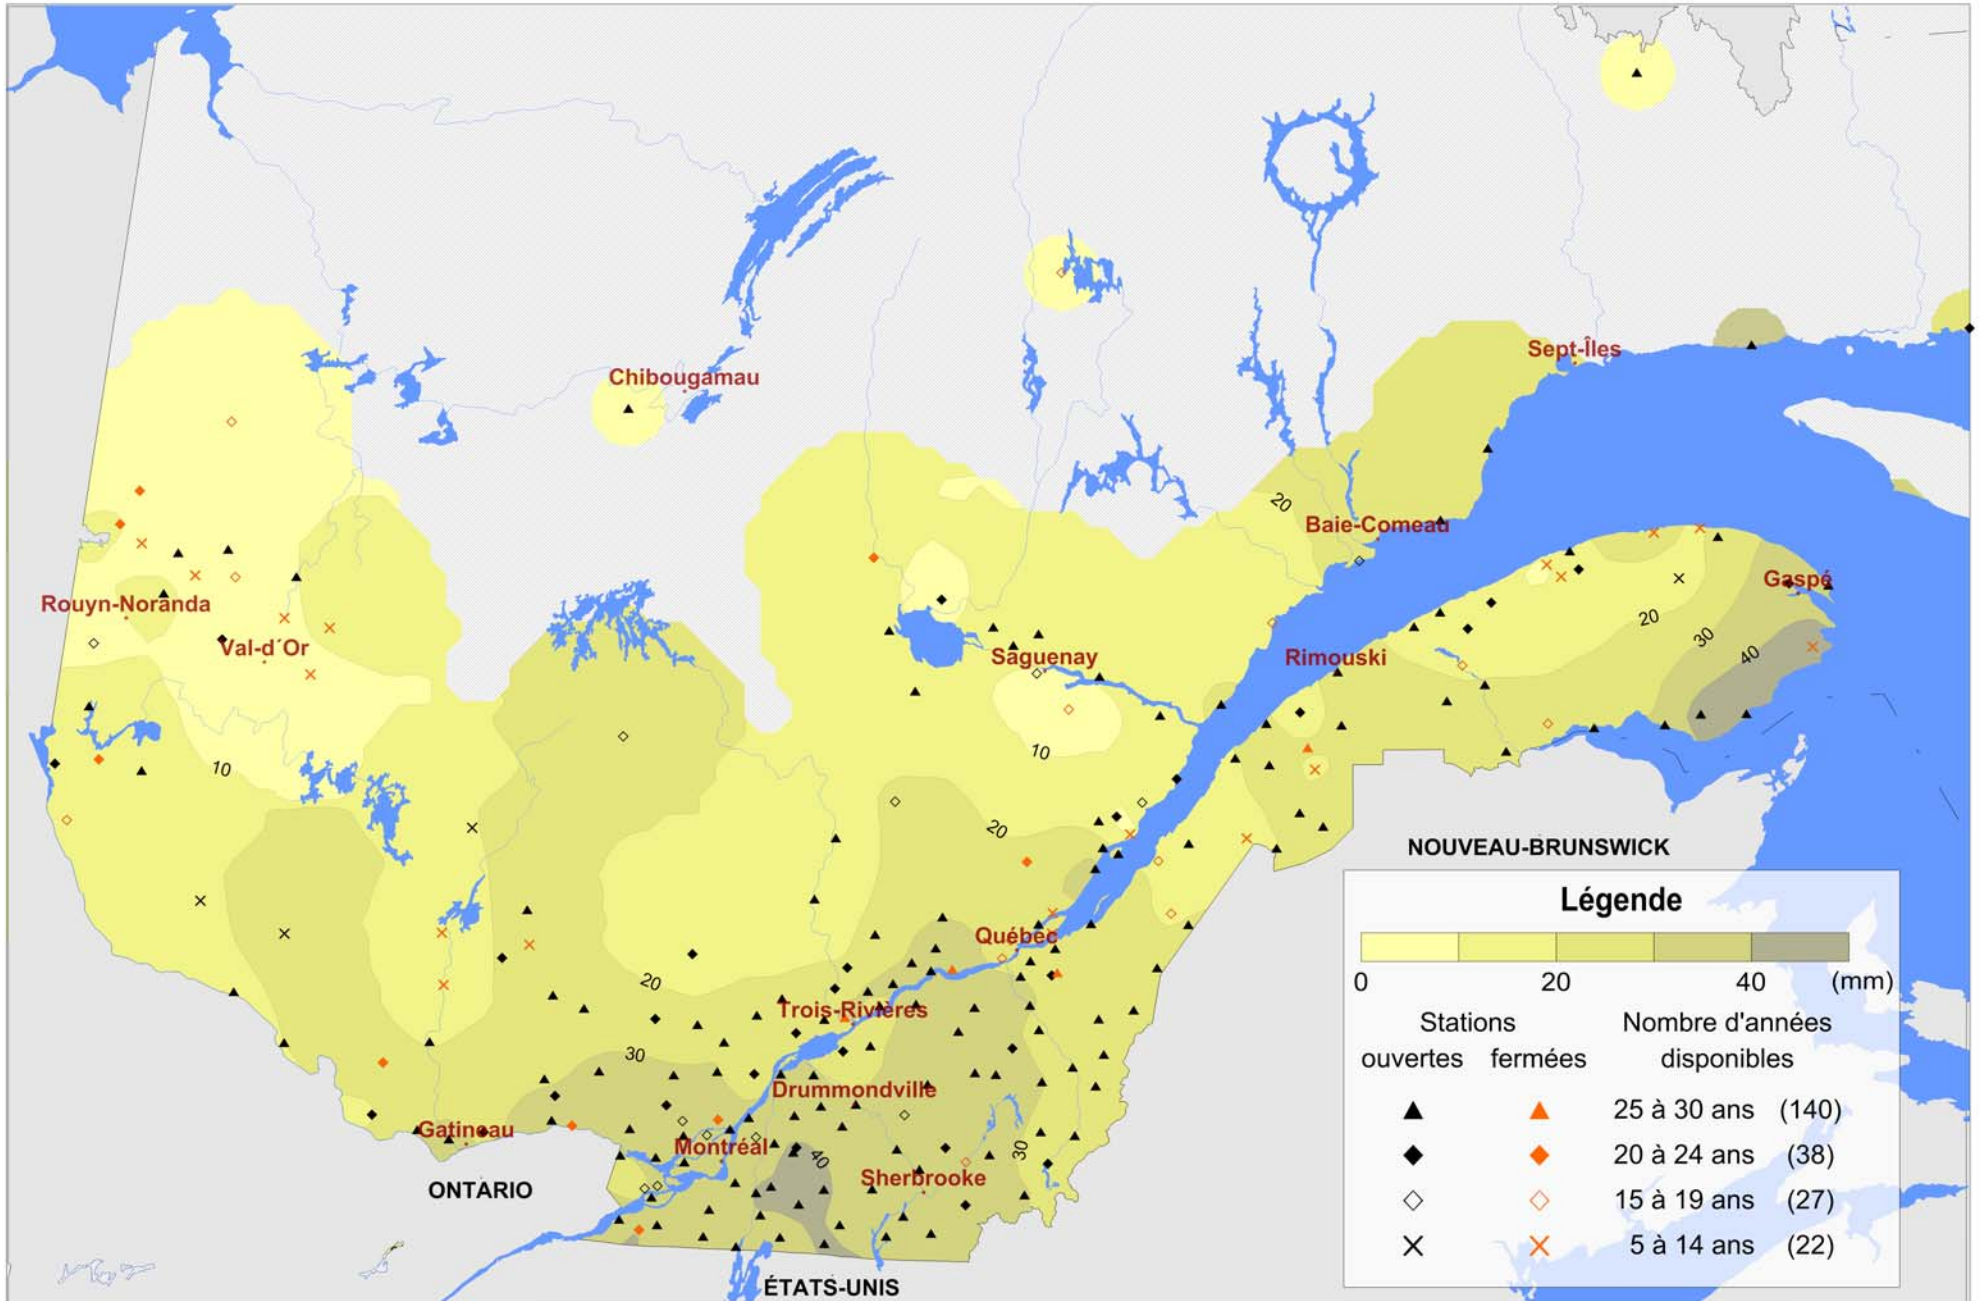 Sept-Îles
Chibougamau
20
Baie-Comeau
Gaspé
Rouyn-Noranda
20
Val-d´Or
30
Saguenay
Rimouski
40
10
10
20
NOUVEAU-BRUNSWICK
Légende
Québec
0 20 40 (mm)
20
Trois-Rivières
Stations Nombre d'années
ouvertes fermées disponibles
30
Drummondville
25 à 30 ans (140)
Gatineau
Montréal
40
30
20 à 24 ans (38)
Sherbrooke
ONTARIO
15 à 19 ans (27)
5 à 14 ans (22)
ÉTATS-UNIS